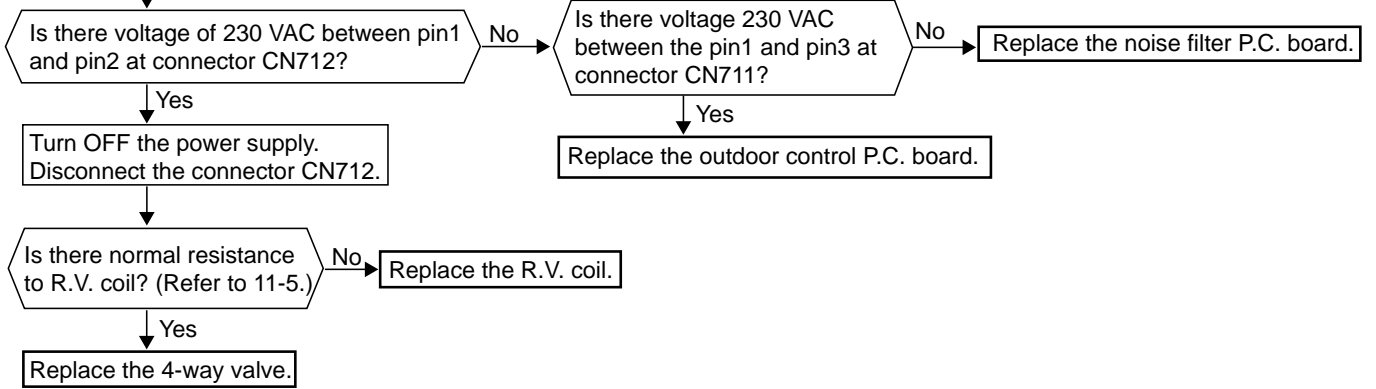 Is there voltage of 230 VAC between pin1
and pin2 at connector CN712?
No
Is there voltage 230 VAC
between the pin1 and pin3 at
connector CN711?
No
Replace the noise filter P.C. board.
Yes
Yes
Turn OFF the power supply.
Disconnect the connector CN712.
Replace the outdoor control P.C. board.
Is there normal resistance
to R.V. coil? (Refer to 11-5.)
No
Replace the R.V. coil.
Yes
Replace the 4-way valve.